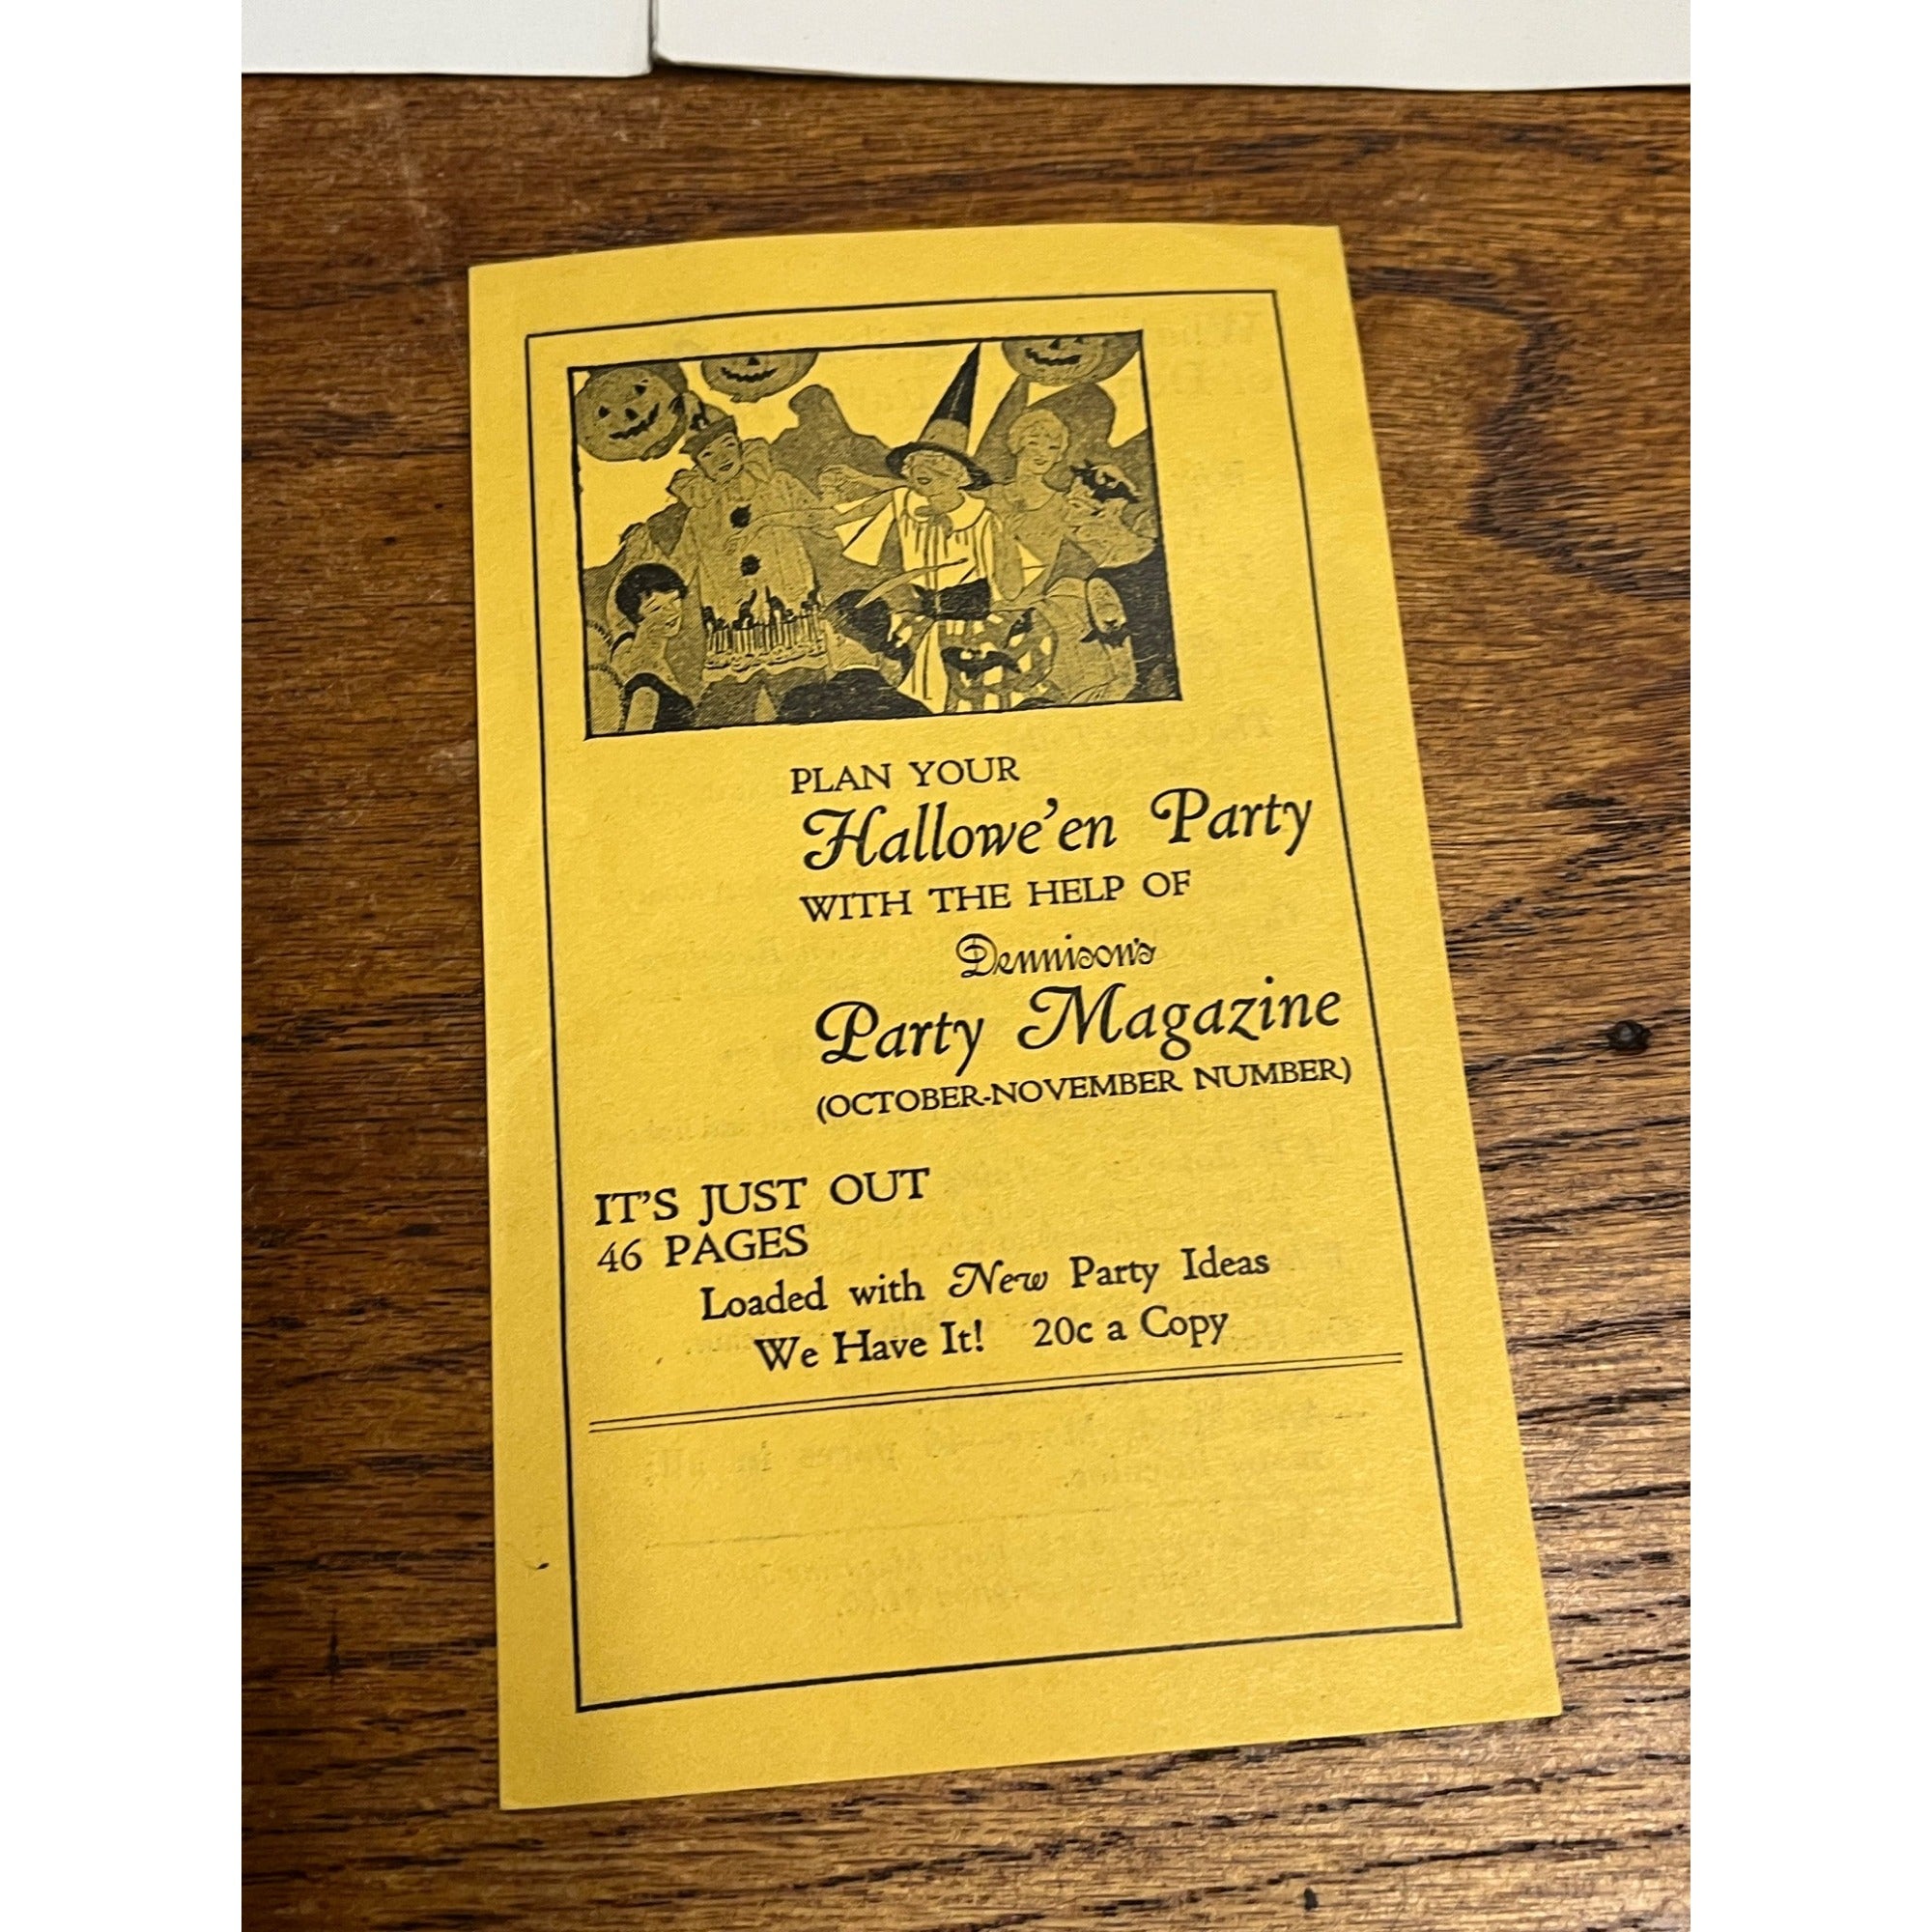 PLAN YOUR
Hallowe'en Party
WITH THE HELP OF
Dennison's
Party Magazine
(OCTOBER-NOVEMBER NUMBER)
IT'S JUST OUT
46 PAGES
Loaded with New Party Ideas
We Have It! 20c a Copy